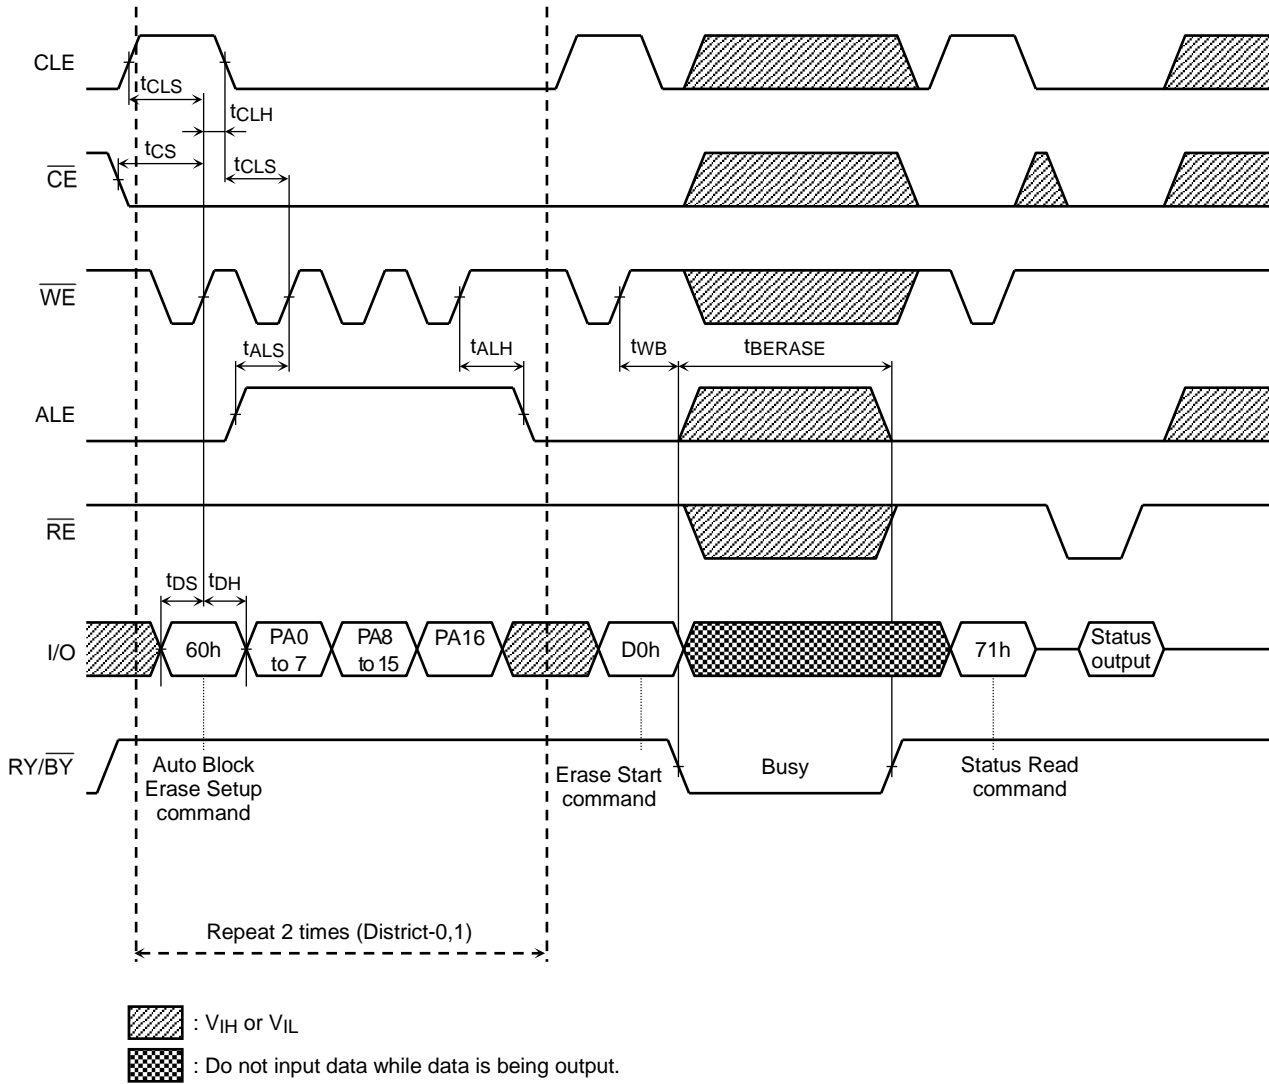 CLE
tCLS
tCLH
tCS
tCLS
CE
WE
tALS
tALH
tWB
tBERASE
ALE
RE
tDS
tDH
I/O
60h
PA0
to 7
PA8
to 15
PA16
D0h
71h
Status
output
RY/BY
Auto Block
Erase Setup
command
Erase Start
command
Busy
Status Read
command
Repeat 2 times (District-0,1)
: VIH or VIL
: Do not input data while data is being output.